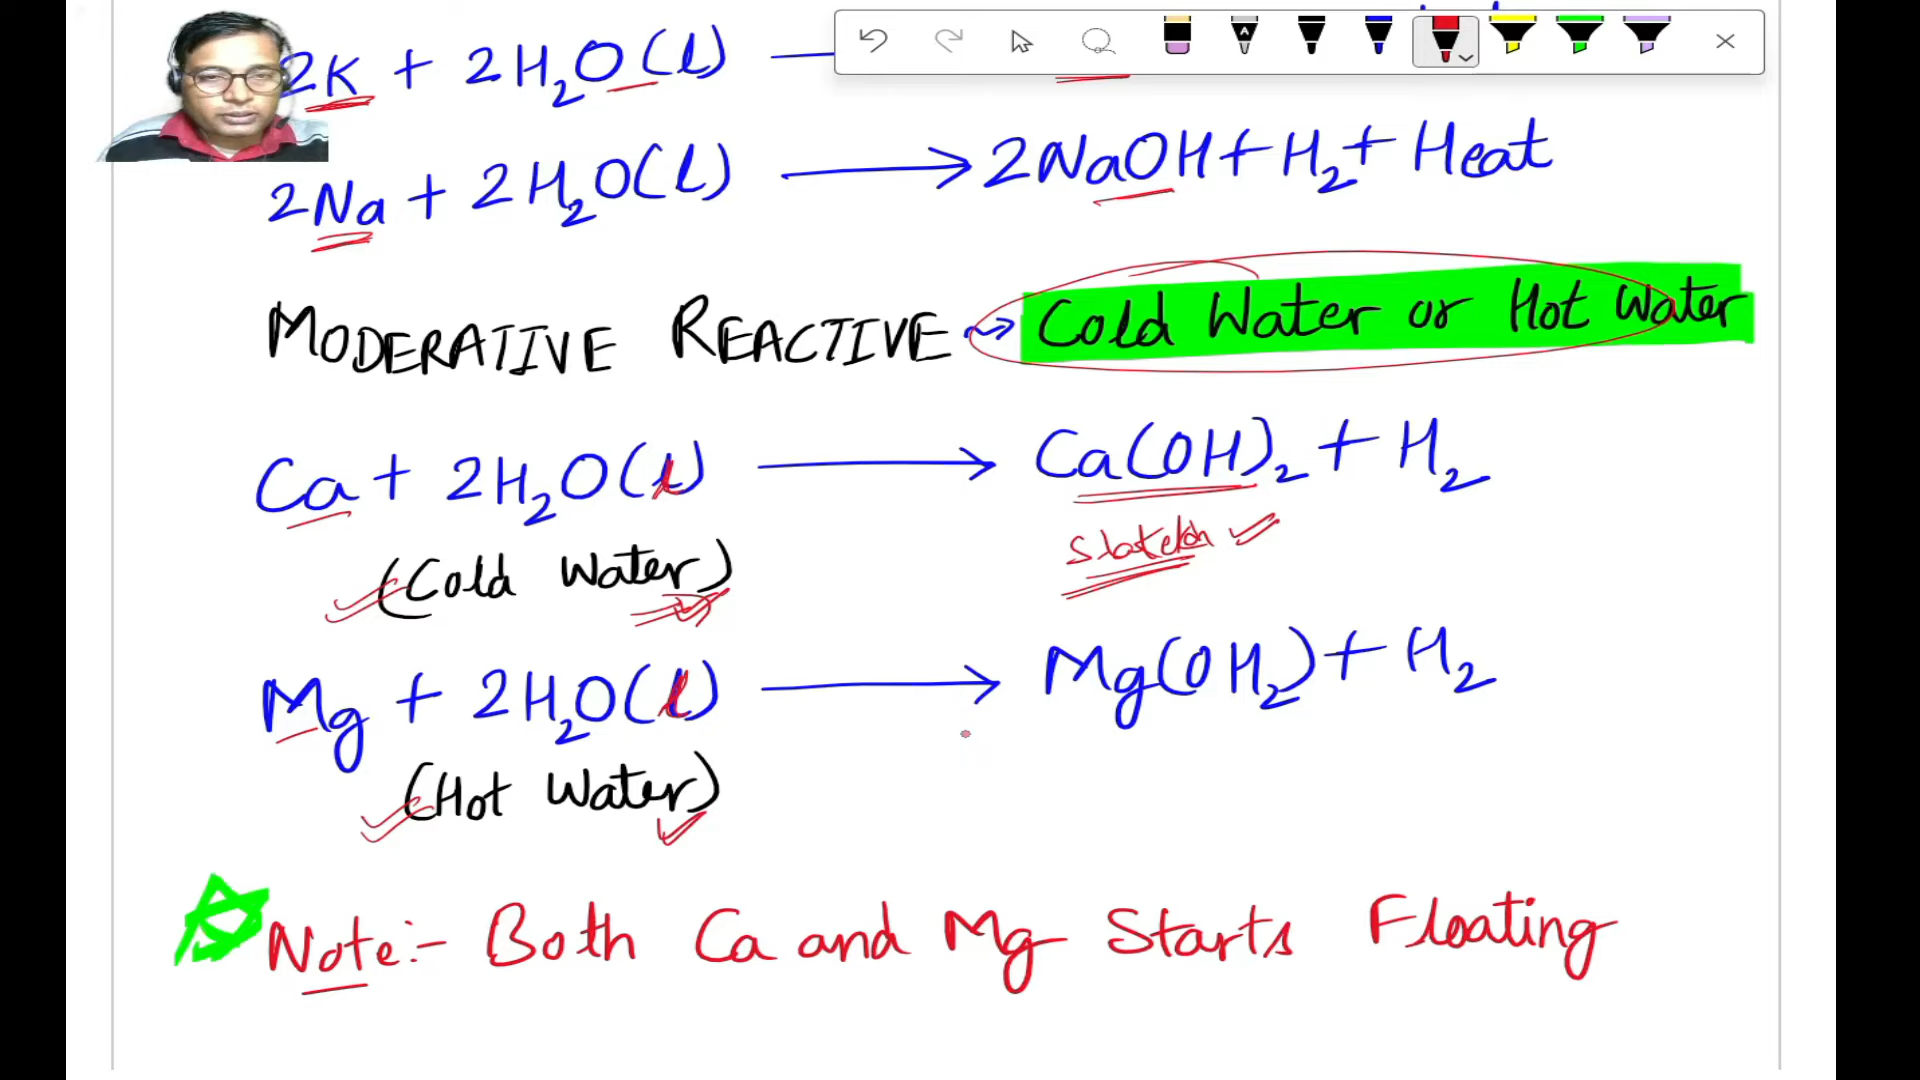 2K + 2H₂O(l)
2Na + 2H₂O(l) → 2NaOH + H₂ + Heat
MODERATIVE REACTIVE → Cold Water or Hot Water
Ca + 2H₂O(l) → Ca(OH)₂ + H₂
(Cold Water)
Mg + 2H₂O(l) → Mg(OH₂) + H₂
(Hot Water)
Note:- Both Ca and Mg Starts Floating